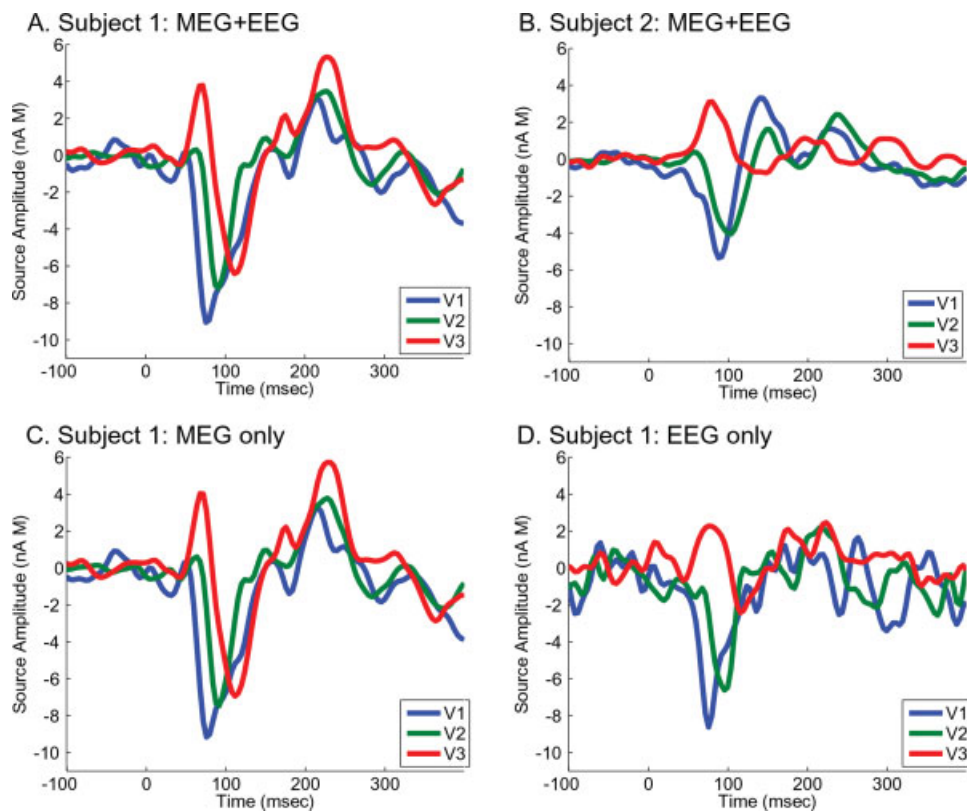 A. Subject 1: MEG+EEG
6
4
2
0
-2
-4
-6
-8
-10
Source Amplitude (nA M)
V1
V2
V3
-100 0 100 200 300
Time (msec)
B. Subject 2: MEG+EEG
6
4
2
0
-2
-4
-6
-8
-10
Source Amplitude (nA M)
V1
V2
V3
-100 0 100 200 300
Time (msec)
C. Subject 1: MEG only
6
4
2
0
-2
-4
-6
-8
-10
Source Amplitude (nA M)
V1
V2
V3
-100 0 100 200 300
Time (msec)
D. Subject 1: EEG only
6
4
2
0
-2
-4
-6
-8
-10
Source Amplitude (nA M)
V1
V2
V3
-100 0 100 200 300
Time (msec)